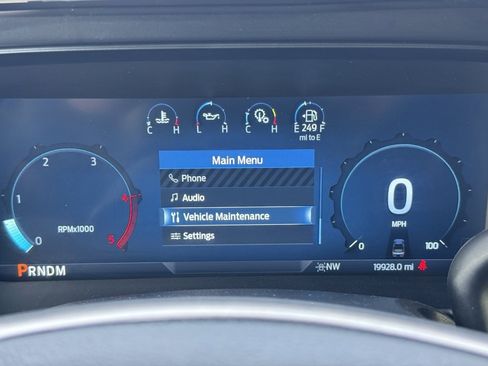 C H L H C H E 249 F
mi to E
Main Menu
Phone
Audio
Vehicle Maintenance
Settings
0 1 2 3 4 5
RPMx1000
0
MPH
0 100
PRNDM
NW 19928.0 mi